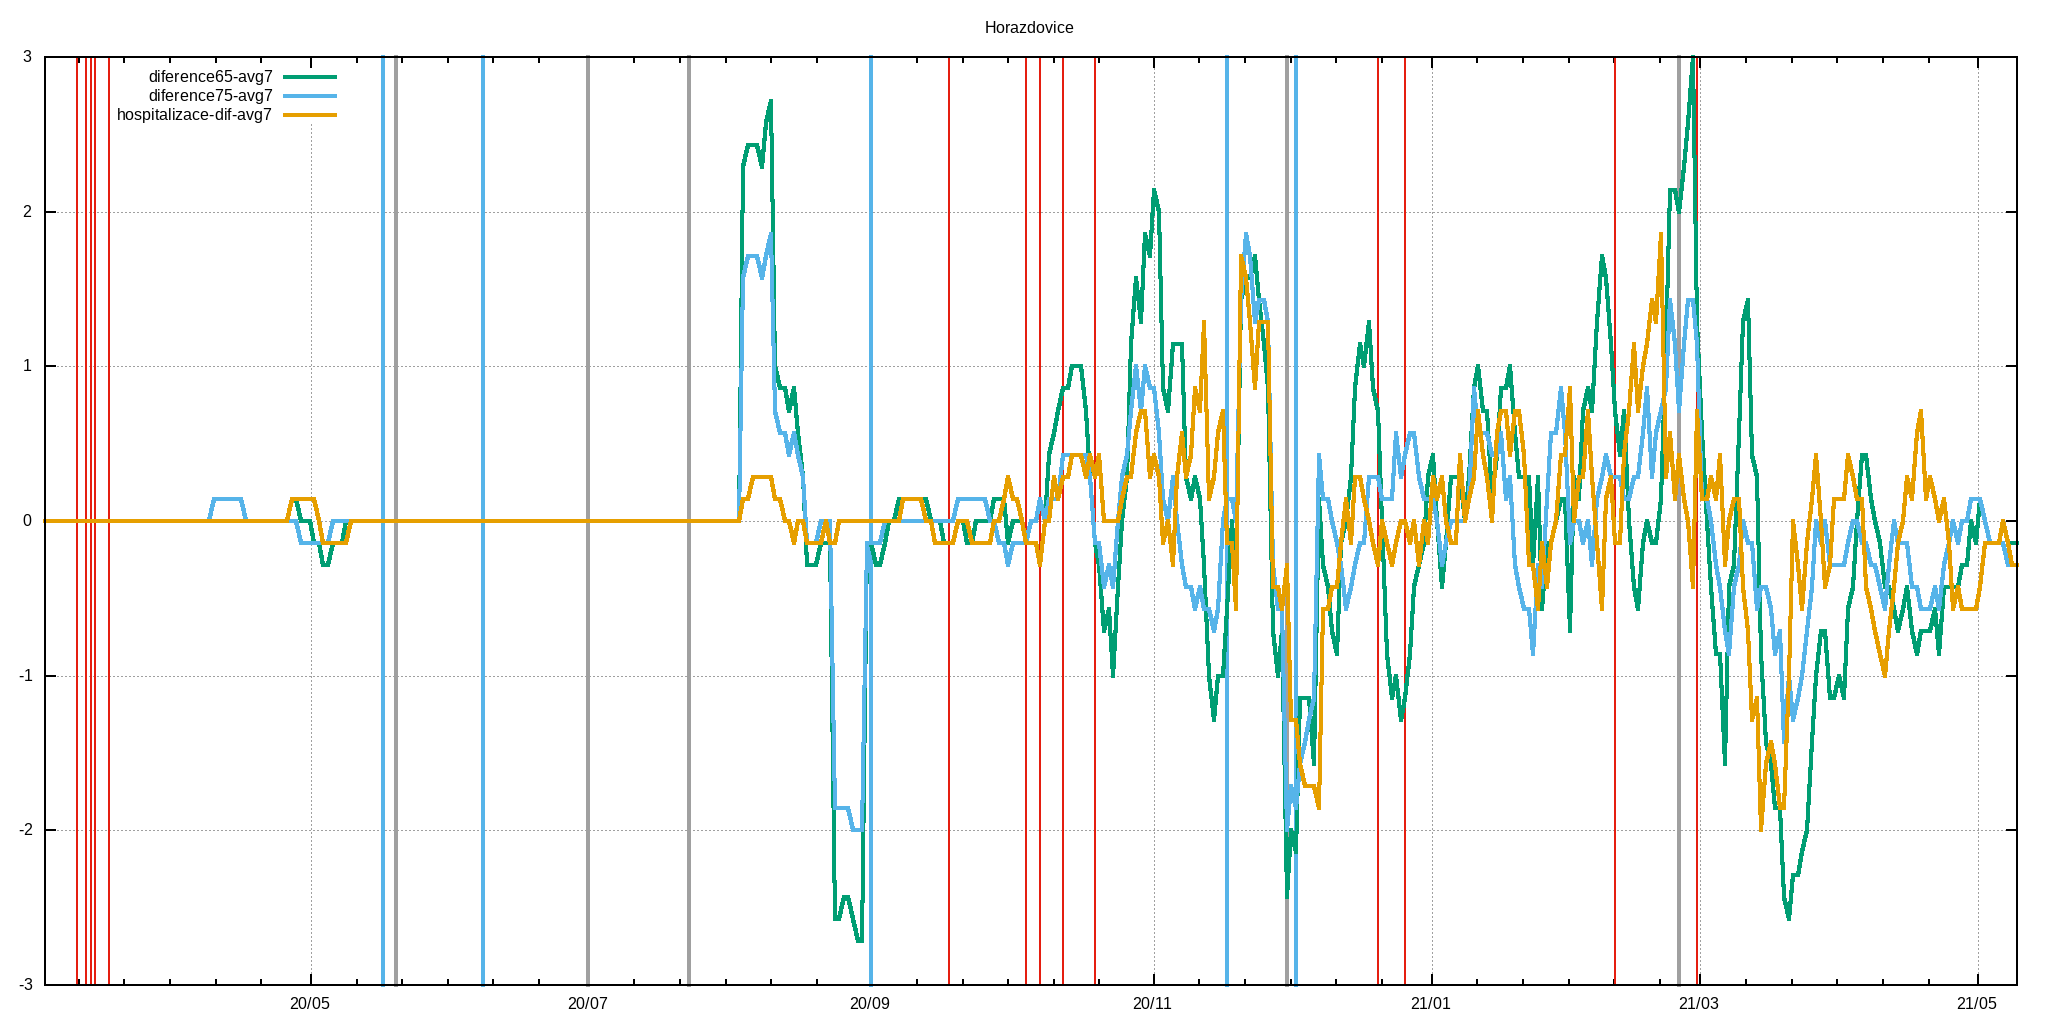 Horazdovice
diference65-avg7
diference75-avg7
hospitalizace-dif-avg7
3
2
1
0
-1
-2
-3
20/05 20/07 20/09 20/11 21/01 21/03 21/05